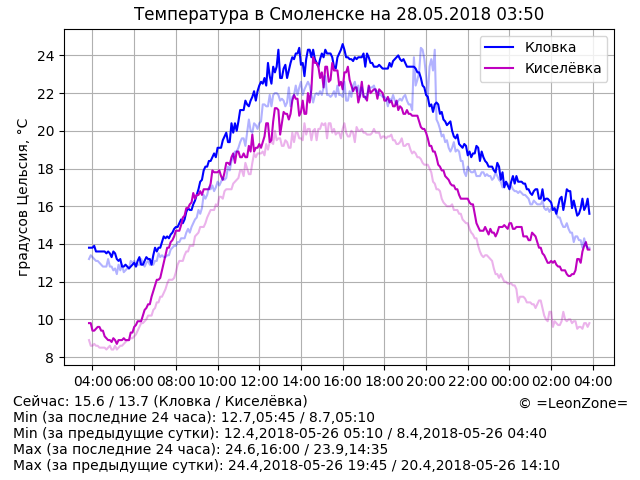 Температура в Смоленске на 28.05.2018 03:50
градусов Цельсия, °C
24
22
20
18
16
14
12
10
8
Кловка
Киселёвка
04:00 06:00 08:00 10:00 12:00 14:00 16:00 18:00 20:00 22:00 00:00 02:00 04:00
Сейчас: 15.6 / 13.7 (Кловка / Киселёвка)
© =LeonZone=
Min (за последние 24 часа): 12.7,05:45 / 8.7,05:10
Min (за предыдущие сутки): 12.4,2018-05-26 05:10 / 8.4,2018-05-26 04:40
Max (за последние 24 часа): 24.6,16:00 / 23.9,14:35
Max (за предыдущие сутки): 24.4,2018-05-26 19:45 / 20.4,2018-05-26 14:10